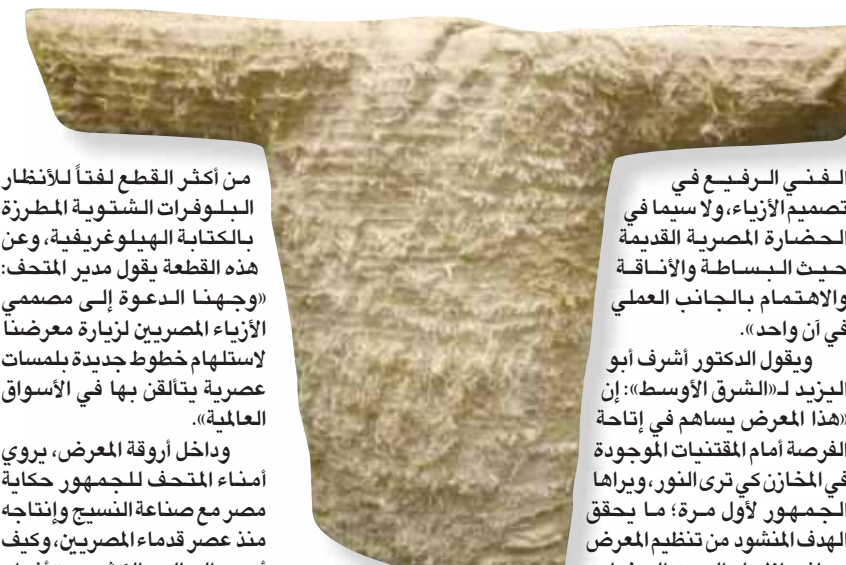 الفني الرفيع في
تصميم الأزياء، ولا سيما في
الحضارة المصرية القديمة
حيث البساطة والأناقة
والاهتمام بالجانب العملي
في آن واحد».
ويقول الدكتور أشرف أبو
اليزيد لـ«الشرق الأوسط»: إن
«هذا المعرض يساهم في إتاحة
الفرصة أمام المقتنيات الموجودة
في المخازن كي ترى النور، ويراها
الجمهور لأول مرة؛ ما يحقق
الهدف المنشود من تنظيم المعرض
من أكثر القطع لفتاً للأنظار
البلوفرات الشتوية المطرزة
بالكتابة الهيلوغريفية، وعن
هذه القطعة يقول مدير المتحف:
«وجهنا الدعوة إلى مصممي
الأزياء المصريين لزيارة معرضنا
لاستلهام خطوط جديدة بلمسات
عصرية يتألقن بها في الأسواق
العالمية».
وداخل أروقة المعرض، يروي
أمناء المتحف للجمهور حكاية
مصر مع صناعة النسيج وإنتاجه
منذ عصر قدماء المصريين، وكيف